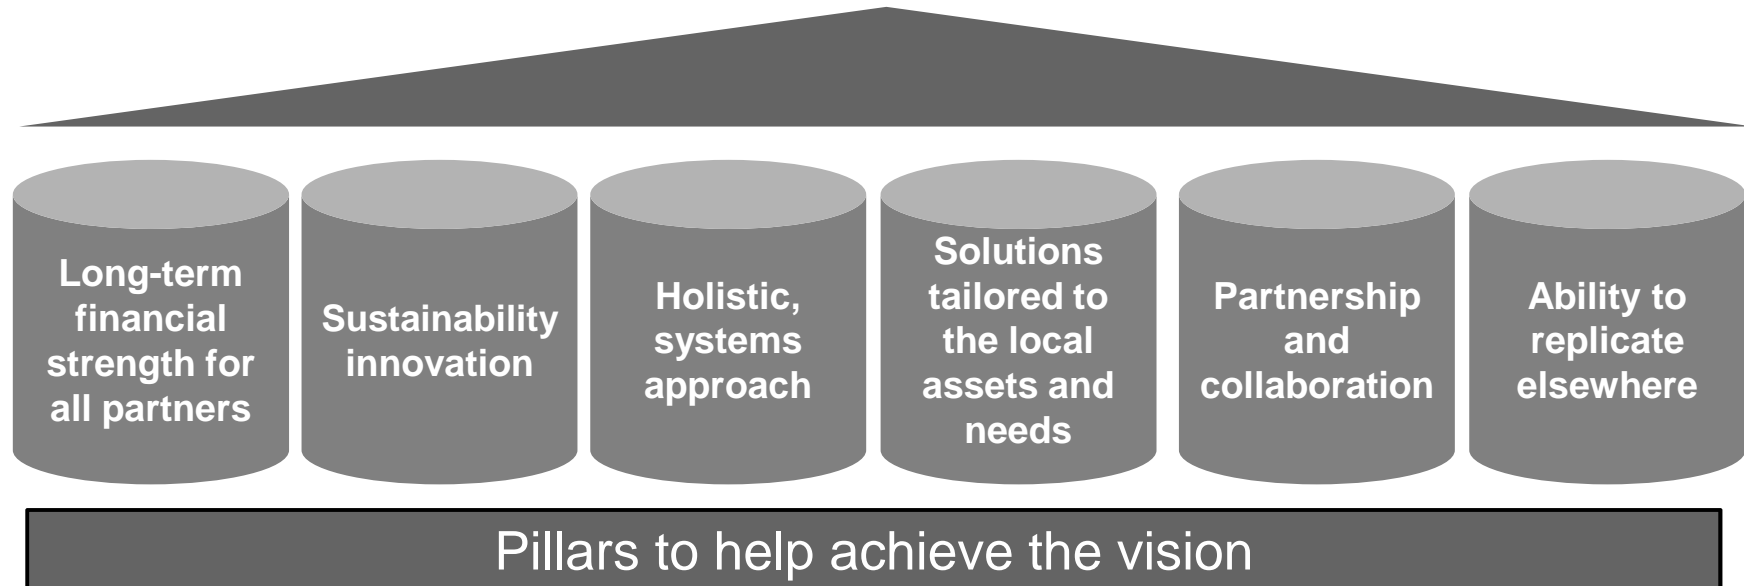 Long-term
financial
strength for
all partners
Sustainability
innovation
Holistic,
systems
approach
Solutions
tailored to
the local
assets and
needs
Partnership
and
collaboration
Ability to
replicate
elsewhere
Pillars to help achieve the vision